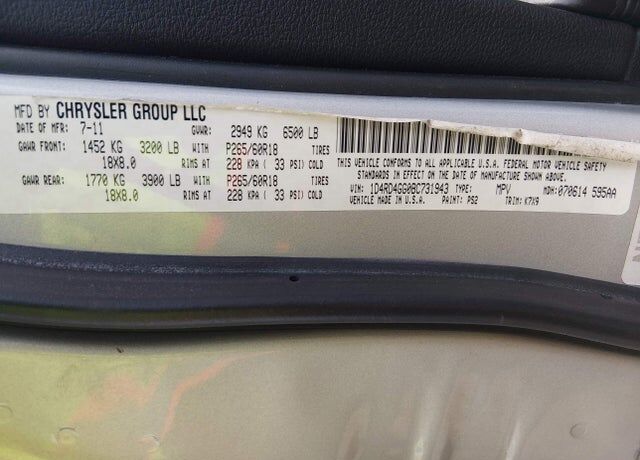 MFD BY CHRYSLER GROUP LLC
DATE OF MFR: 7-11 GVWR: 2949 KG 6500 LB
GAWR FRONT: 1452 KG 3200 LB WITH P265/60R18 TIRES
18X8.0 RIMS AT 228 KPA ( 33 PSI) COLD
GAWR REAR: 1770 KG 3900 LB WITH P265/60R18 TIRES
18X8.0 RIMS AT 228 KPA ( 33 PSI) COLD
THIS VEHICLE CONFORMS TO ALL APPLICABLE U.S.A. FEDERAL MOTOR VEHICLE SAFETY
STANDARDS IN EFFECT ON THE DATE OF MANUFACTURE SHOWN ABOVE.
VIN: 1D4RD4GG0BC731943 TYPE: MPV MDH: 070614 595AA
VEHICLE MADE IN U.S.A. PAINT: PS2 TRIM: K7X9